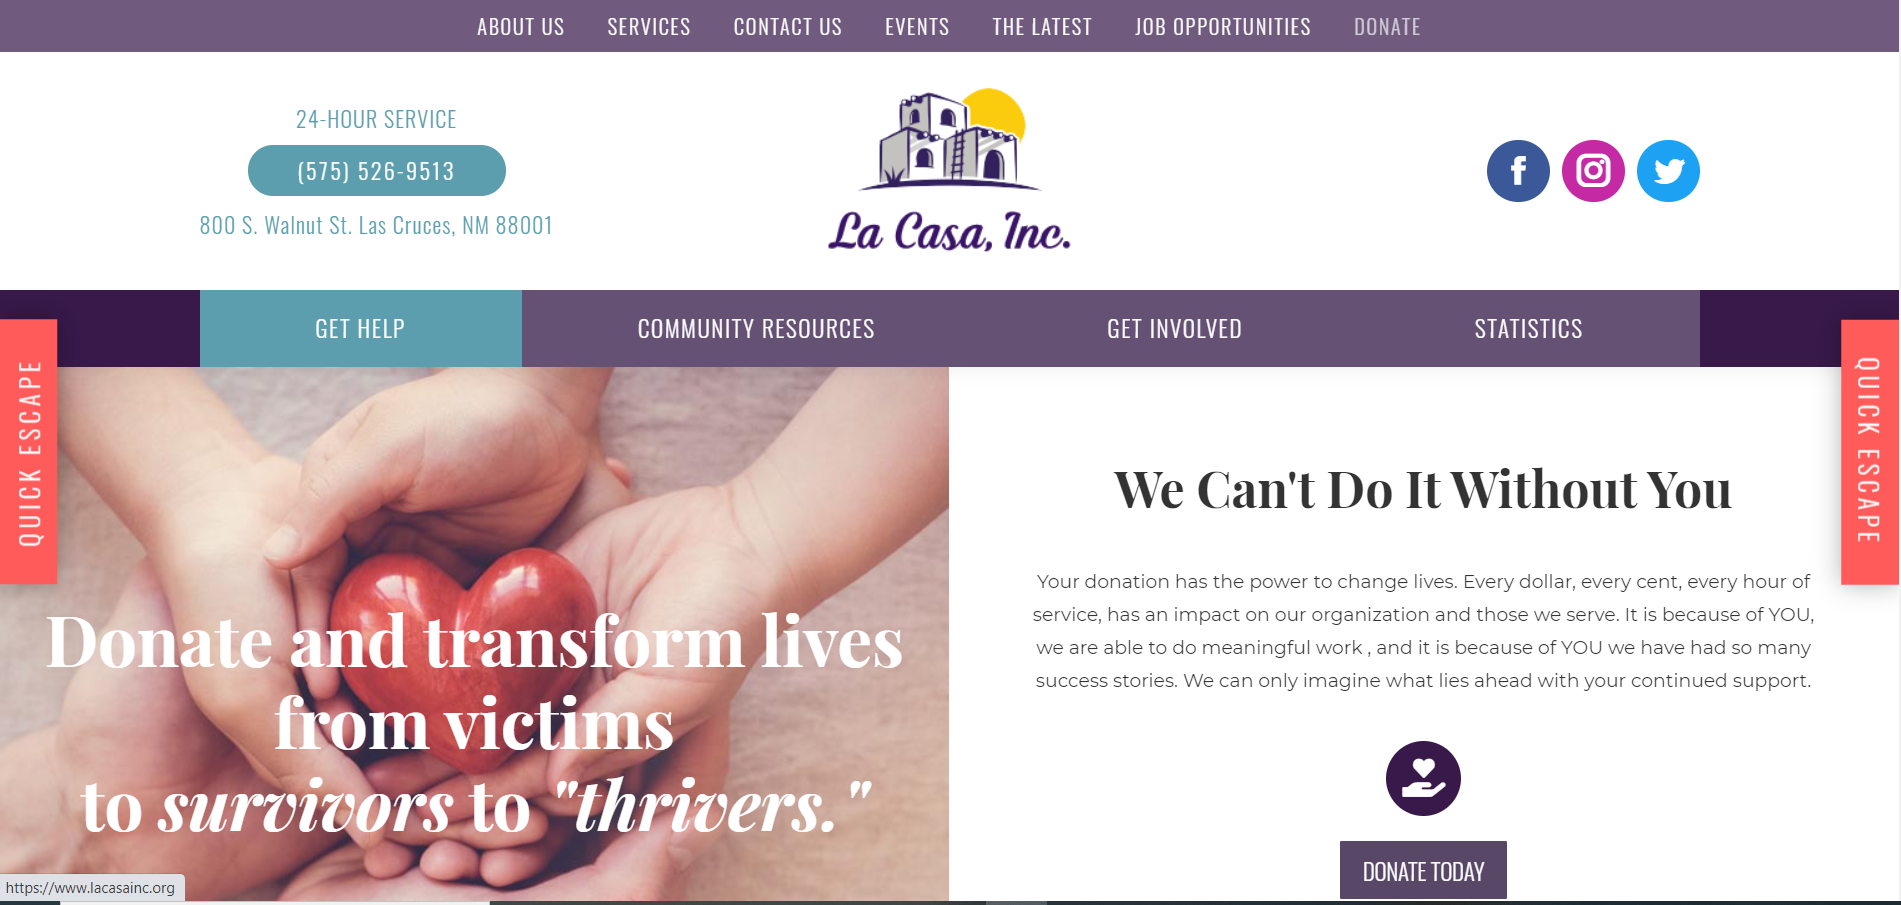 ABOUT US SERVICES CONTACT US EVENTS THE LATEST JOB OPPORTUNITIES DONATE
24-HOUR SERVICE
(575) 526-9513
800 S. Walnut St. Las Cruces, NM 88001
La Casa, Inc.
GET HELP COMMUNITY RESOURCES GET INVOLVED STATISTICS
QUICK ESCAPE
QUICK ESCAPE
Donate and transform lives
from victims
to survivors to "thrivers."
We Can't Do It Without You
Your donation has the power to change lives. Every dollar, every cent, every hour of
service, has an impact on our organization and those we serve. It is because of YOU,
we are able to do meaningful work , and it is because of YOU we have had so many
success stories. We can only imagine what lies ahead with your continued support.
DONATE TODAY
https://www.lacasainc.org